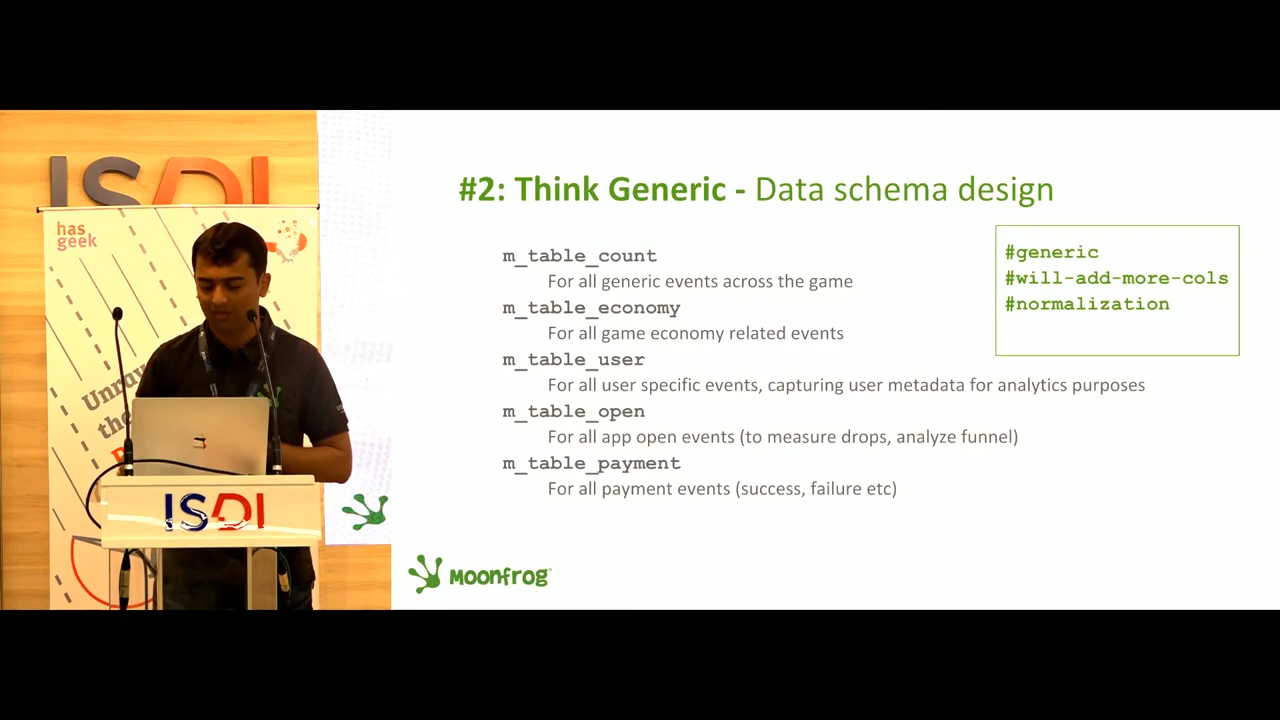 ISDI
has
geek
Unrav
the
ISDI
#2: Think Generic - Data schema design
m_table_count
For all generic events across the game
m_table_economy
For all game economy related events
m_table_user
For all user specific events, capturing user metadata for analytics purposes
m_table_open
For all app open events (to measure drops, analyze funnel)
m_table_payment
For all payment events (success, failure etc)
#generic
#will-add-more-cols
#normalization
Moonfrog